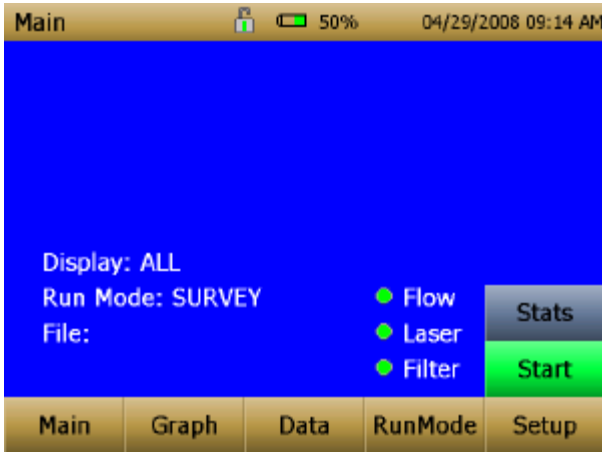 Main 50% 04/29/2008 09:14 AM
Display: ALL
Run Mode: SURVEY
File:
Flow
Laser
Filter
Stats
Start
Main Graph Data RunMode Setup